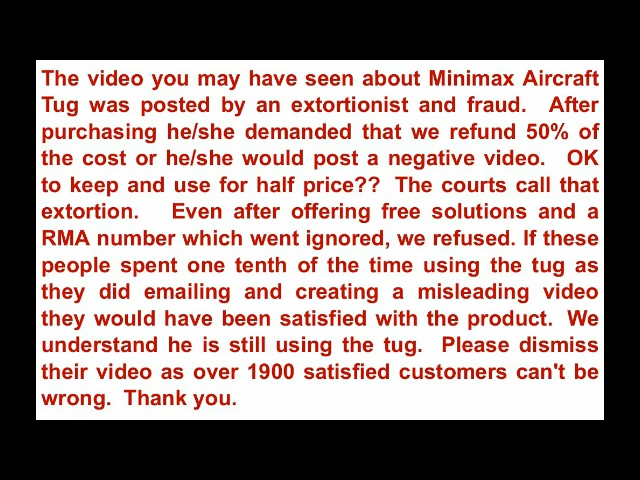 The video you may have seen about Minimax Aircraft
Tug was posted by an extortionist and fraud. After
purchasing he/she demanded that we refund 50% of
the cost or he/she would post a negative video. OK
to keep and use for half price?? The courts call that
extortion. Even after offering free solutions and a
RMA number which went ignored, we refused. If these
people spent one tenth of the time using the tug as
they did emailing and creating a misleading video
they would have been satisfied with the product. We
understand he is still using the tug. Please dismiss
their video as over 1900 satisfied customers can't be
wrong. Thank you.